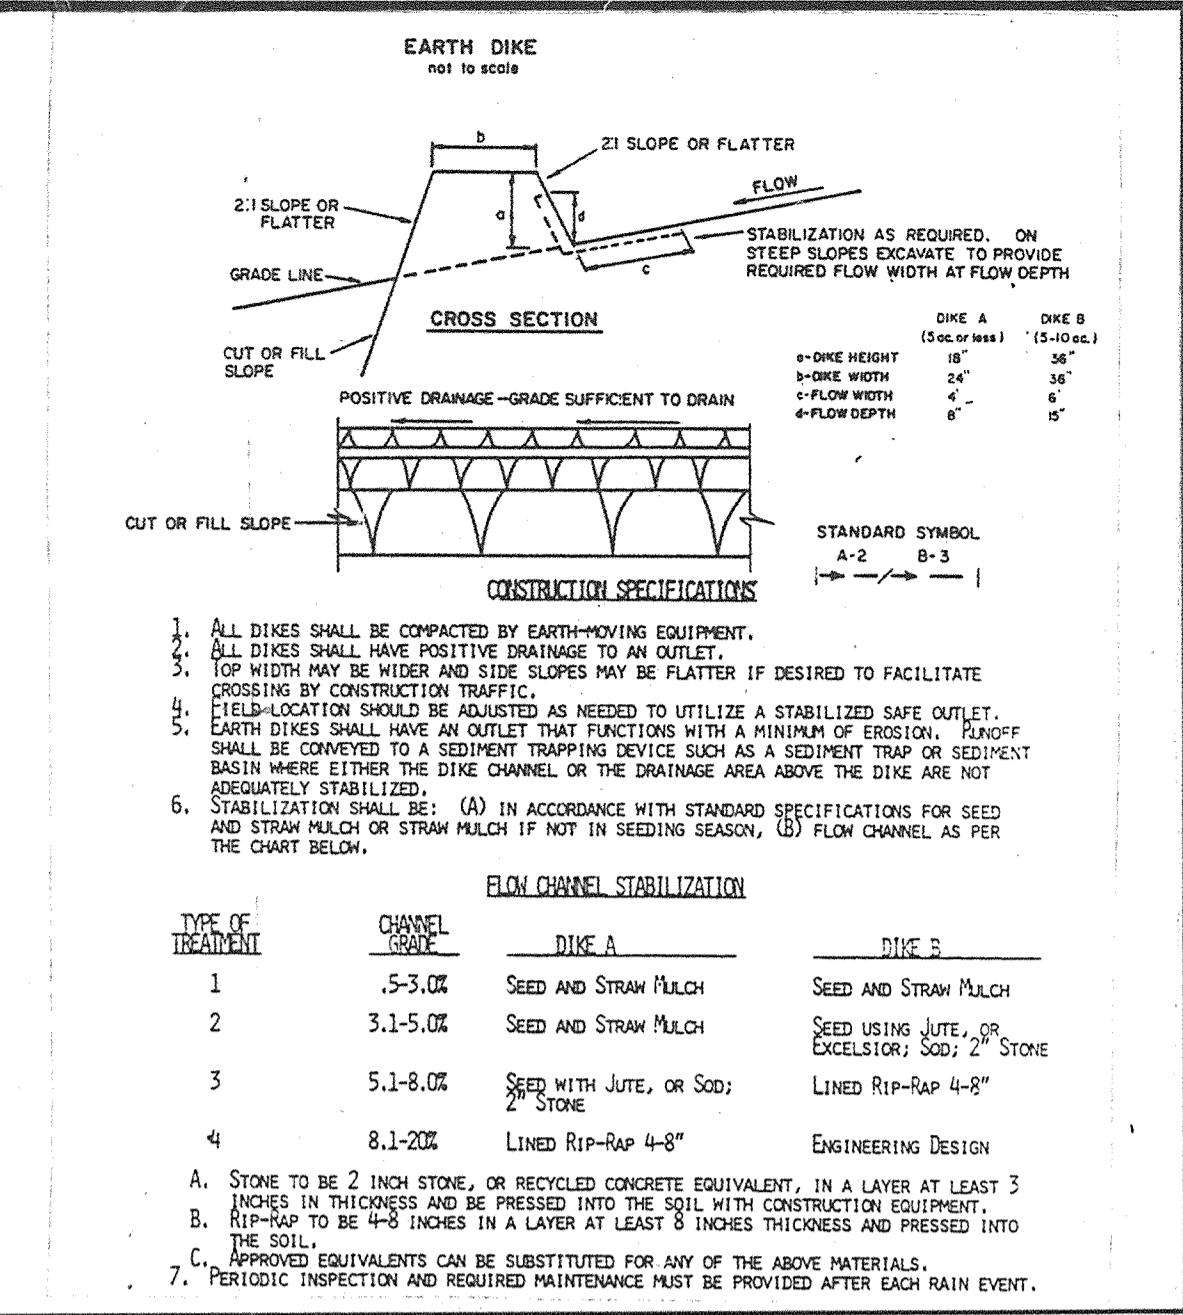 EARTH DIKE
not to scale
b
2:1 SLOPE OR FLATTER
FLOW
2:1 SLOPE OR
FLATTER
a
d
STABILIZATION AS REQUIRED. ON
STEEP SLOPES EXCAVATE TO PROVIDE
REQUIRED FLOW WIDTH AT FLOW DEPTH
GRADE LINE
c
CROSS SECTION
CUT OR FILL
SLOPE
DIKE A DIKE B
(5 ac. or less) (5-10 ac.)
a-DIKE HEIGHT 18" 36"
b-DIKE WIDTH 24" 36"
c-FLOW WIDTH 4' 6'
d-FLOW DEPTH 8" 15"
POSITIVE DRAINAGE-GRADE SUFFICIENT TO DRAIN
CUT OR FILL SLOPE
STANDARD SYMBOL
A-2 B-3
CONSTRUCTION SPECIFICATIONS
1. ALL DIKES SHALL BE COMPACTED BY EARTH-MOVING EQUIPMENT.
2. ALL DIKES SHALL HAVE POSITIVE DRAINAGE TO AN OUTLET.
3. TOP WIDTH MAY BE WIDER AND SIDE SLOPES MAY BE FLATTER IF DESIRED TO FACILITATE
CROSSING BY CONSTRUCTION TRAFFIC.
4. FIELD LOCATION SHOULD BE ADJUSTED AS NEEDED TO UTILIZE A STABILIZED SAFE OUTLET.
5. EARTH DIKES SHALL HAVE AN OUTLET THAT FUNCTIONS WITH A MINIMUM OF EROSION. RUNOFF
SHALL BE CONVEYED TO A SEDIMENT TRAPPING DEVICE SUCH AS A SEDIMENT TRAP OR SEDIMENT
BASIN WHERE EITHER THE DIKE CHANNEL OR THE DRAINAGE AREA ABOVE THE DIKE ARE NOT
ADEQUATELY STABILIZED.
6. STABILIZATION SHALL BE: (A) IN ACCORDANCE WITH STANDARD SPECIFICATIONS FOR SEED
AND STRAW MULCH OR STRAW MULCH IF NOT IN SEEDING SEASON, (B) FLOW CHANNEL AS PER
THE CHART BELOW.
FLOW CHANNEL STABILIZATION
TYPE OF
TREATMENT
CHANNEL
GRADE
DIKE A
DIKE B
1 .5-3.0% SEED AND STRAW MULCH SEED AND STRAW MULCH
2 3.1-5.0% SEED AND STRAW MULCH SEED USING JUTE, OR
EXCELSIOR; SOD; 2" STONE
3 5.1-8.0% SEED WITH JUTE, OR SOD; LINED RIP-RAP 4-8"
2" STONE
4 8.1-20% LINED RIP-RAP 4-8" ENGINEERING DESIGN
A. STONE TO BE 2 INCH STONE, OR RECYCLED CONCRETE EQUIVALENT, IN A LAYER AT LEAST 3
INCHES IN THICKNESS AND BE PRESSED INTO THE SOIL WITH CONSTRUCTION EQUIPMENT.
B. RIP-RAP TO BE 4-8 INCHES IN A LAYER AT LEAST 8 INCHES THICKNESS AND PRESSED INTO
THE SOIL.
C. APPROVED EQUIVALENTS CAN BE SUBSTITUTED FOR ANY OF THE ABOVE MATERIALS.
7. PERIODIC INSPECTION AND REQUIRED MAINTENANCE MUST BE PROVIDED AFTER EACH RAIN EVENT.